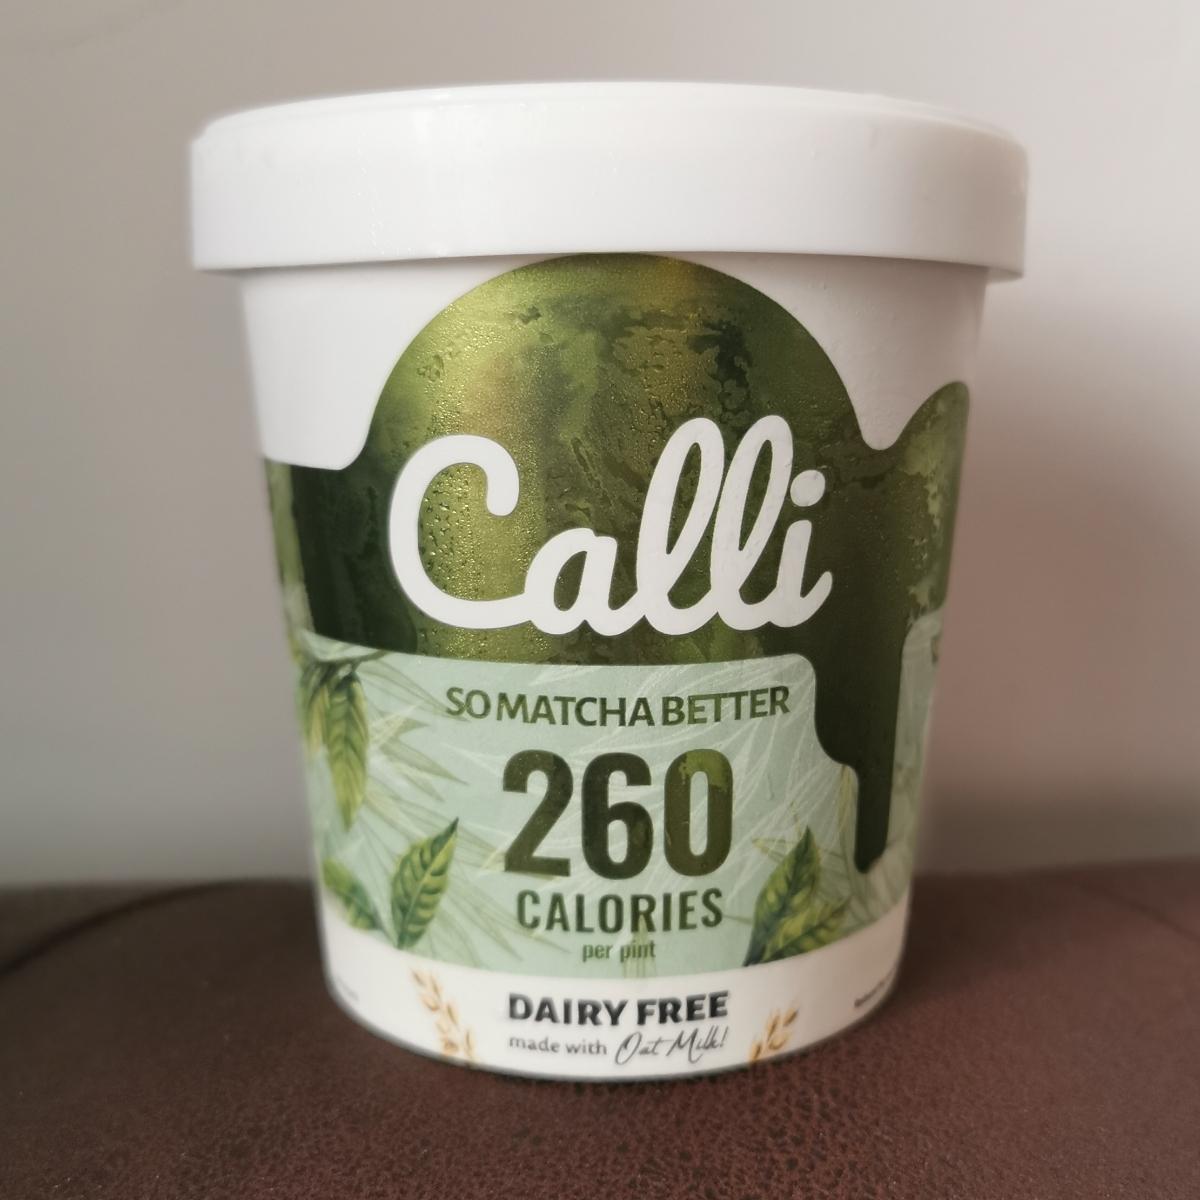 Calli
SO MATCHA BETTER
260
CALORIES
per pint
DAIRY FREE
made with Oat Milk!